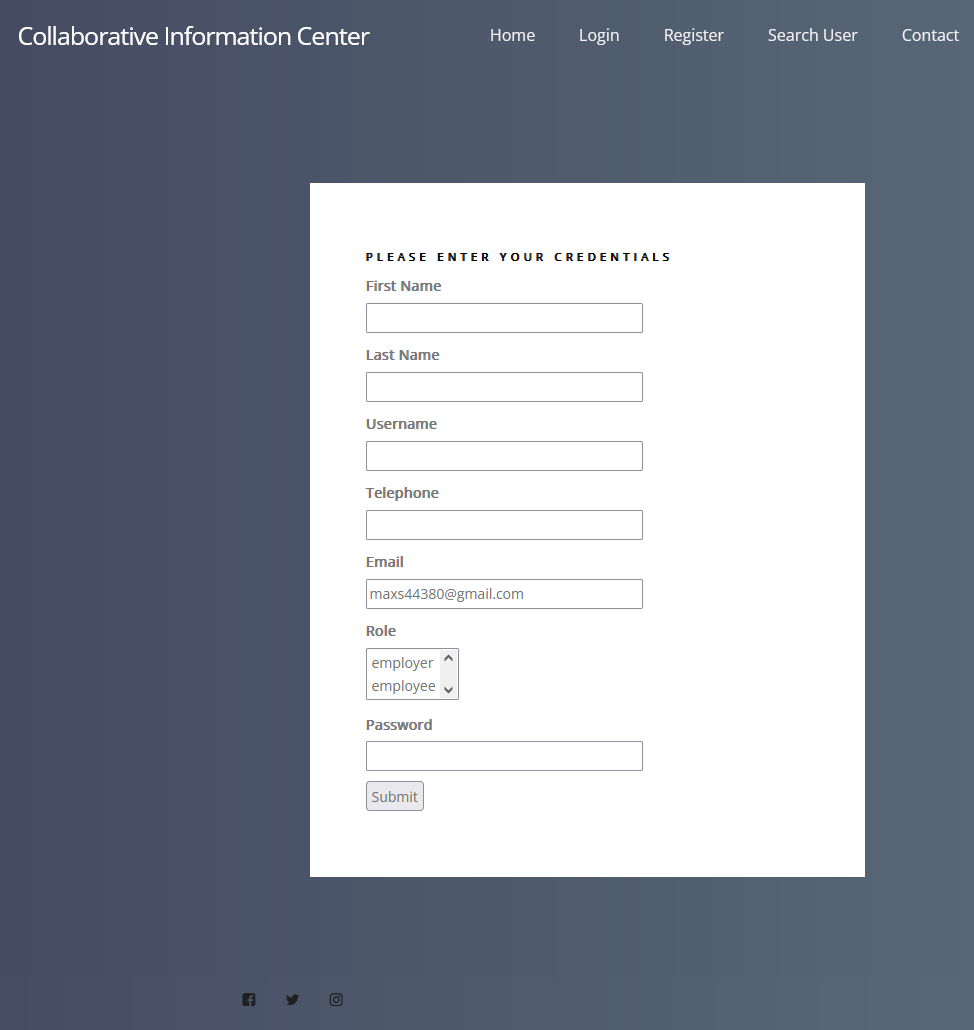 Collaborative Information Center
Home Login Register Search User Contact
PLEASE ENTER YOUR CREDENTIALS
First Name
Last Name
Username
Telephone
Email
maxs44380@gmail.com
Role
employer
employee
Password
Submit